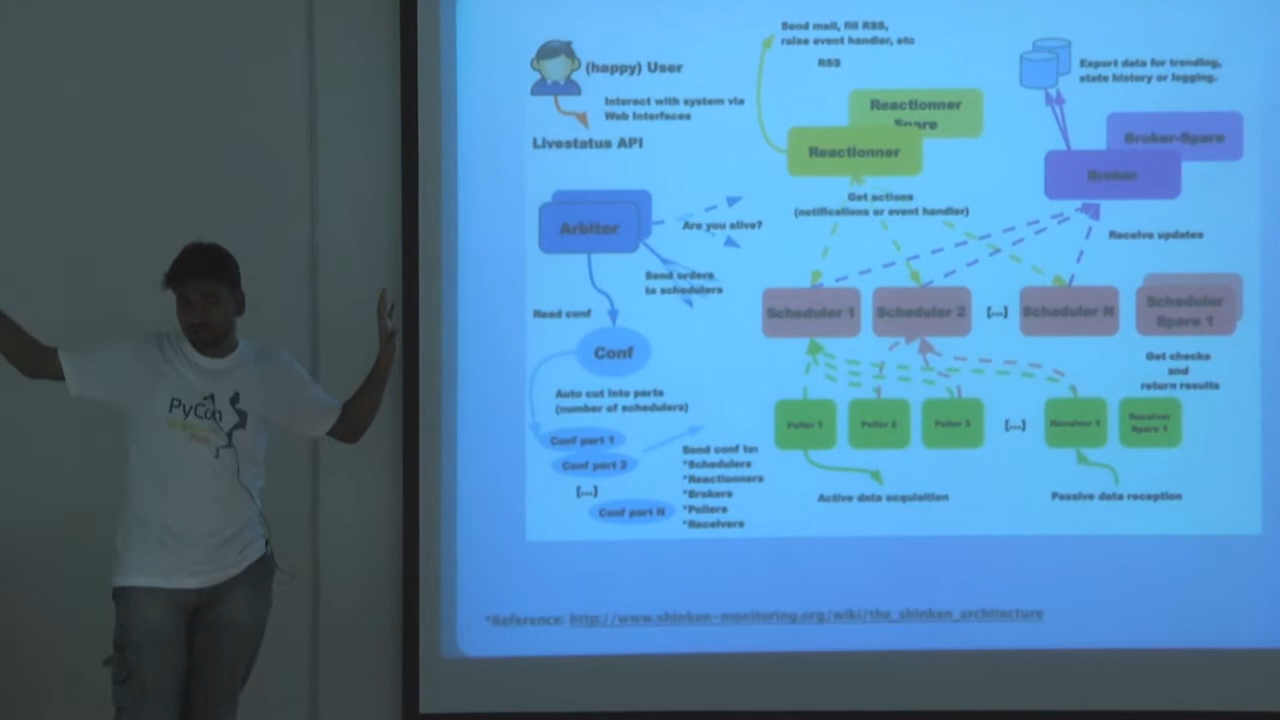 PyCon
(happy) User
Interact with system via
Web Interfaces
Livestatus API
Send mail, fill RSS,
raise event handler, etc
RSS
Reactionner
Spare
Reactionner
Export data for trending,
state history or logging.
Broker-Spare
Broker
Get actions
(notifications or event handler)
Arbiter
Are you alive?
Send orders
to schedulers
Receive updates
Read conf
Scheduler 1
Scheduler 2
[...]
Scheduler N
Scheduler
Spare 1
Get checks
and
return results
Conf
Auto cut into parts
(number of schedulers)
Conf part 1
Conf part 2
[...]
Conf part N
Send conf to:
*Schedulers
*Reactionners
*Brokers
*Pollers
*Receivers
Poller 1
Poller 2
Poller 3
[...]
Receiver 1
Receiver
Spare 1
Active data acquisition
Passive data reception
*Reference: http://www.shinken-monitoring.org/wiki/the_shinken_architecture